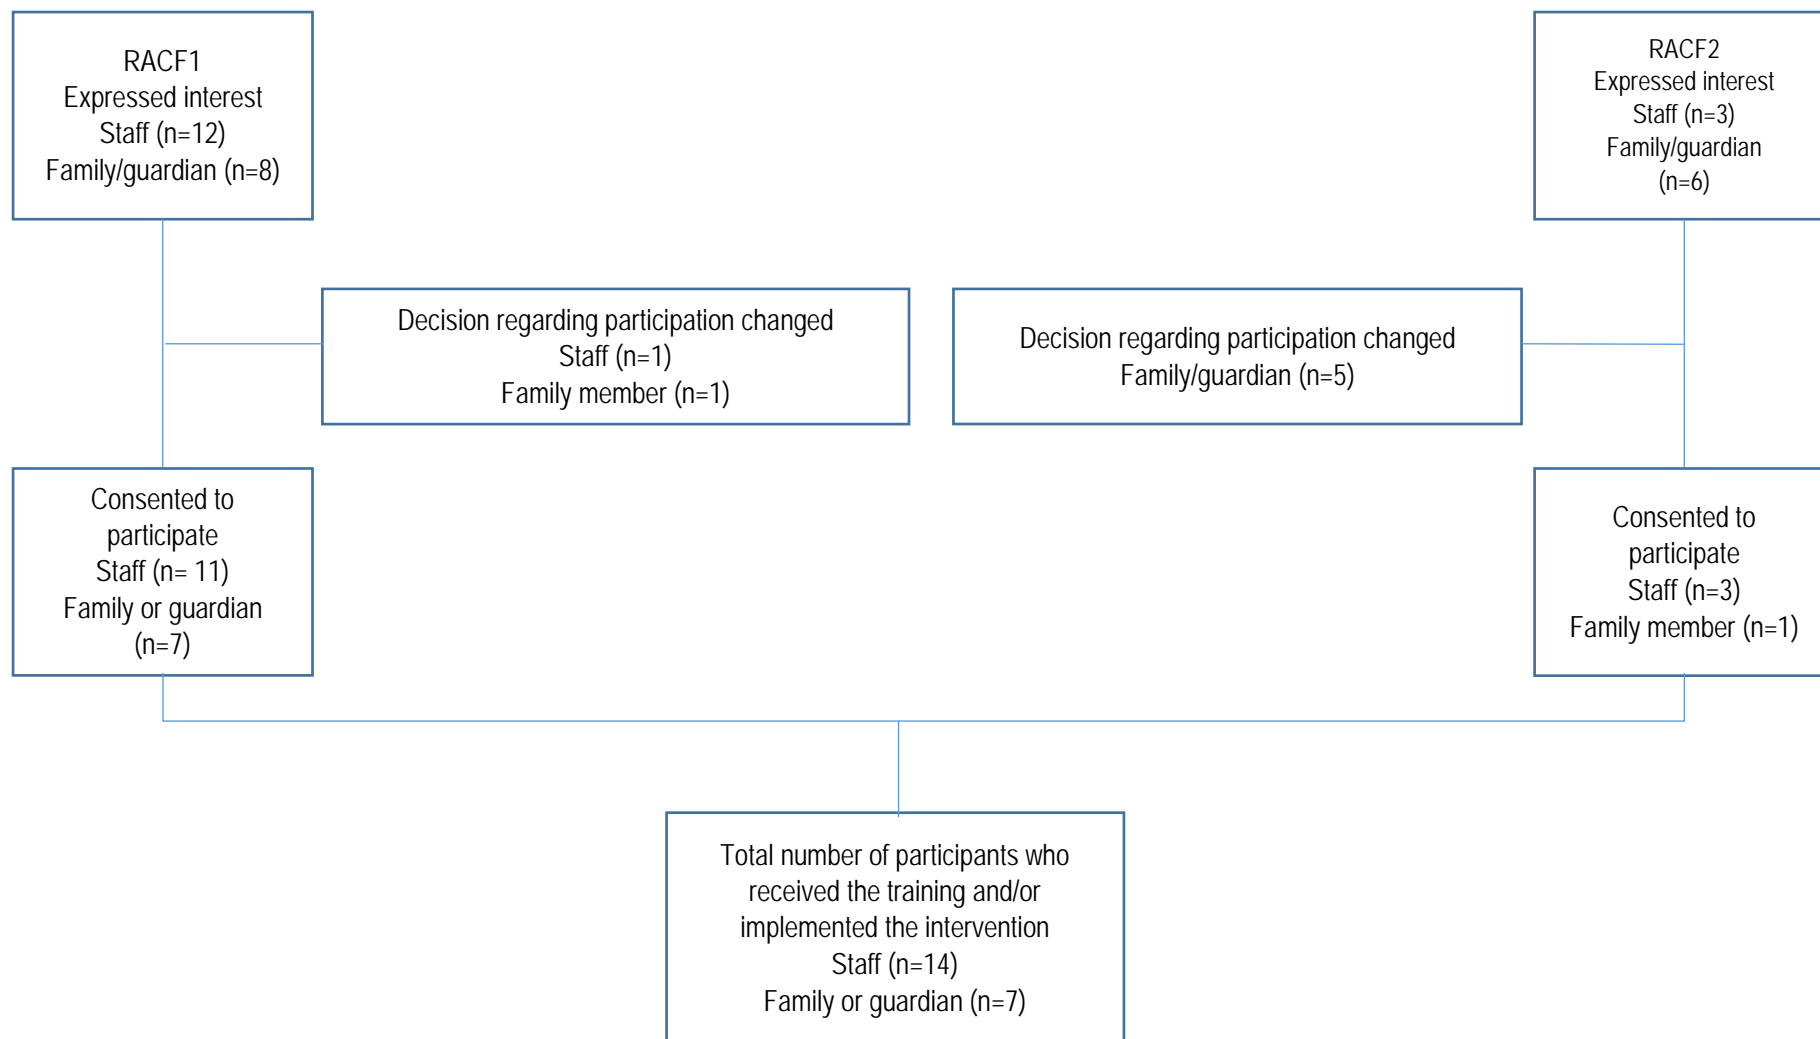 RACF1
Expressed interest
Staff (n=12)
Family/guardian (n=8)
RACF2
Expressed interest
Staff (n=3)
Family/guardian
(n=6)
Decision regarding participation changed
Staff (n=1)
Family member (n=1)
Decision regarding participation changed
Family/guardian (n=5)
Consented to
participate
Staff (n= 11)
Family or guardian
(n=7)
Consented to
participate
Staff (n=3)
Family member (n=1)
Total number of participants who
received the training and/or
implemented the intervention
Staff (n=14)
Family or guardian (n=7)